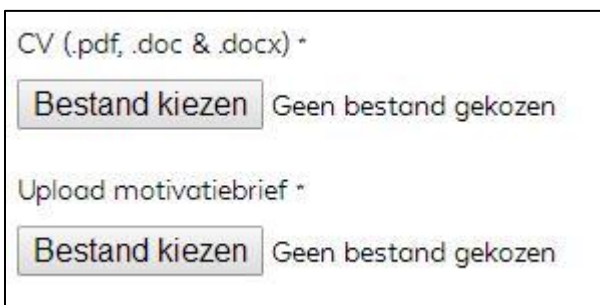 CV (.pdf, .doc & .docx) *
Bestand kiezen Geen bestand gekozen
Upload motivatiebrief *
Bestand kiezen Geen bestand gekozen